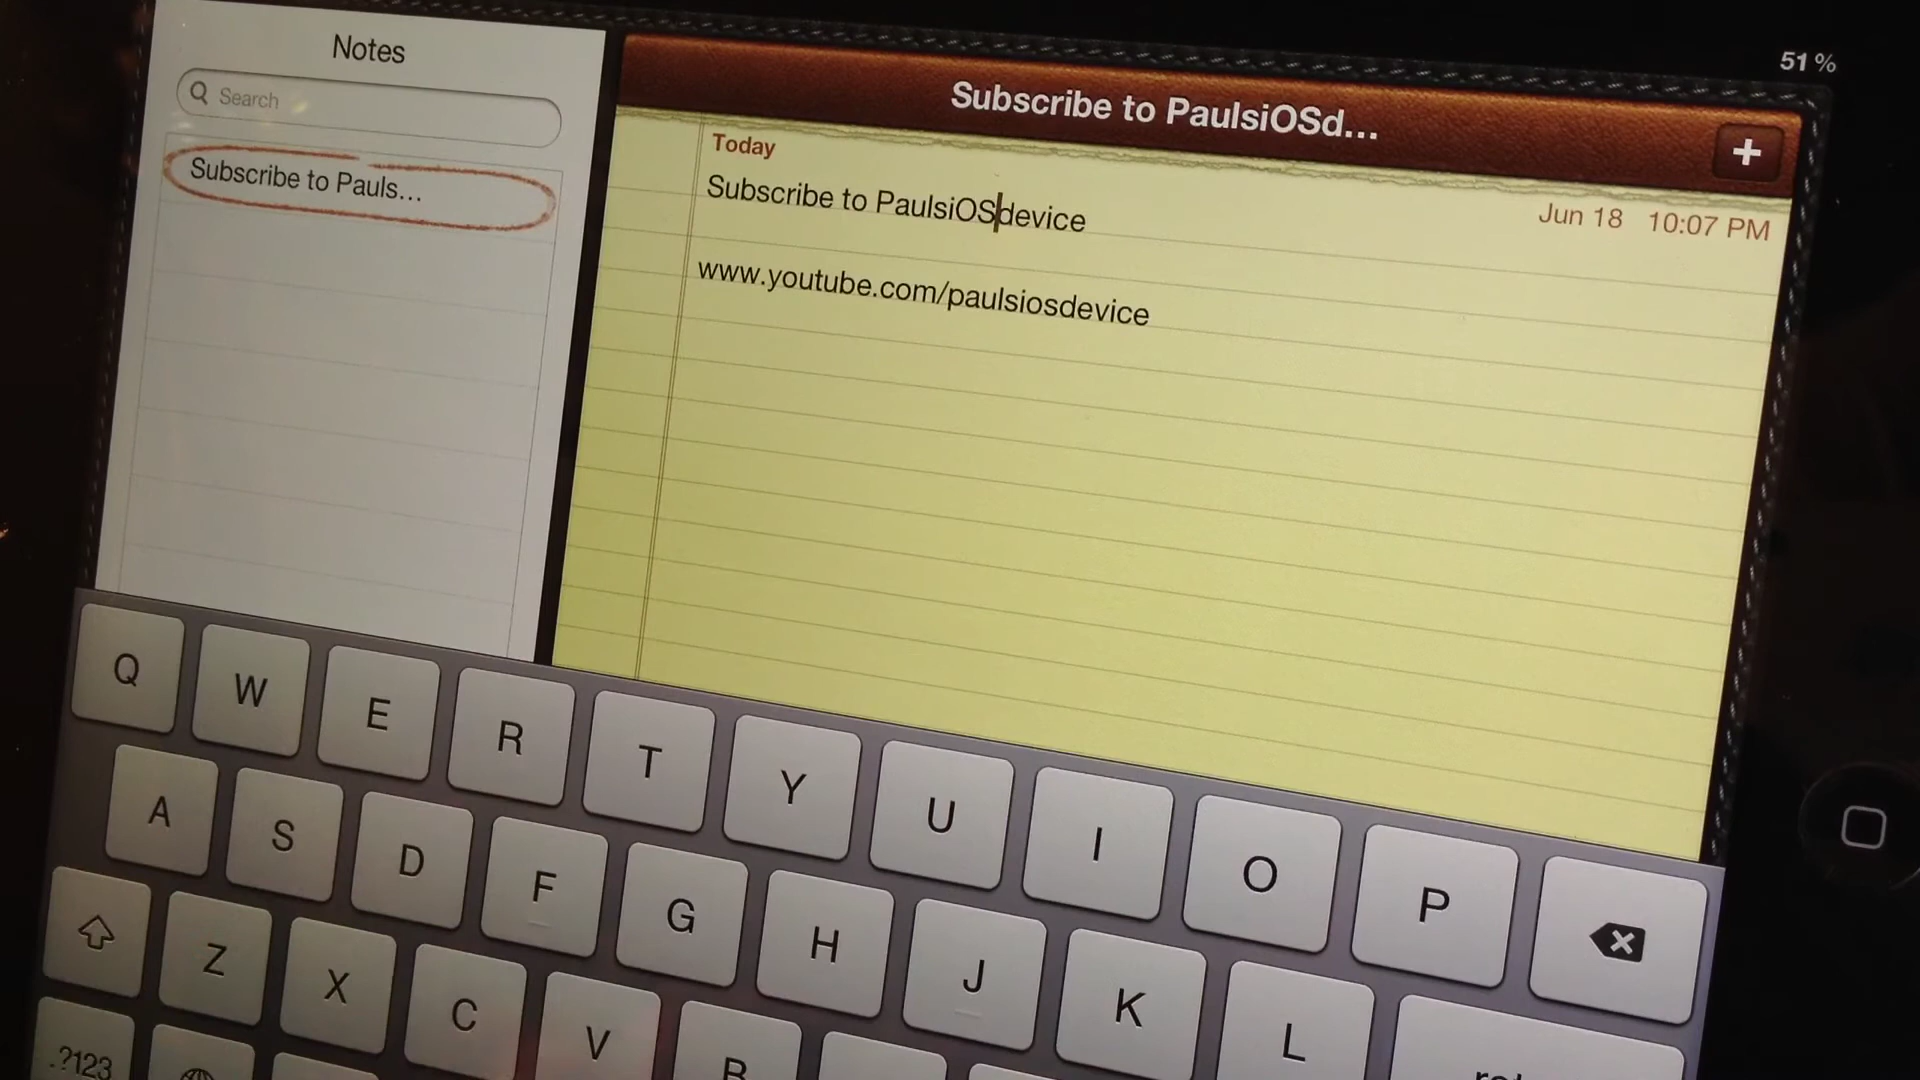 Notes
51%
Search
Subscribe to PaulsiOSd...
Subscribe to Pauls...
Today
Jun 18 10:07 PM
Subscribe to PaulsiOSdevice
www.youtube.com/paulsiosdevice
Q W E R T Y U I O P
A S D F G H J K L
Z X C V
.?123